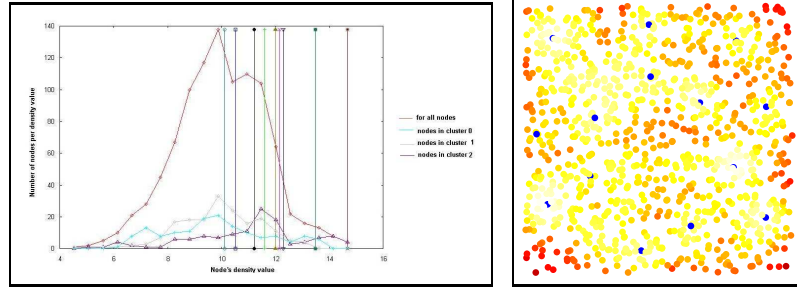 140
120
100
80
60
40
20
0
4
6
8
10
12
14
16
Number of nodes per density value
Node's density value
for all nodes
nodes in cluster 0
nodes in cluster 1
nodes in cluster 2